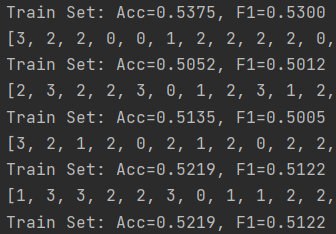 Train Set: Acc=0.5375, F1=0.5300
[3, 2, 2, 0, 0, 1, 2, 2, 2, 2, 0,
Train Set: Acc=0.5052, F1=0.5012
[2, 3, 2, 2, 3, 0, 1, 2, 3, 1, 2,
Train Set: Acc=0.5135, F1=0.5005
[3, 2, 1, 2, 0, 2, 1, 2, 0, 2, 2,
Train Set: Acc=0.5219, F1=0.5122
[1, 3, 3, 2, 2, 3, 0, 1, 1, 2, 2,
Train Set: Acc=0.5219, F1=0.5122